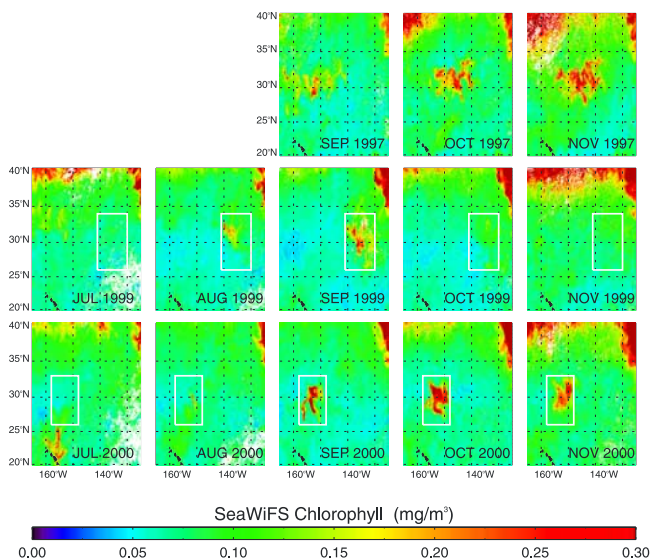 40°N
35°N
30°N
25°N
20°N
SEP 1997
OCT 1997
NOV 1997
40°N
35°N
30°N
25°N
20°N
JUL 1999
AUG 1999
SEP 1999
OCT 1999
NOV 1999
40°N
35°N
30°N
25°N
20°N
JUL 2000
AUG 2000
SEP 2000
OCT 2000
NOV 2000
160°W 140°W 160°W 140°W 160°W 140°W 160°W 140°W 160°W 140°W
SeaWiFS Chlorophyll (mg/m³)
0.00 0.05 0.10 0.15 0.20 0.25 0.30